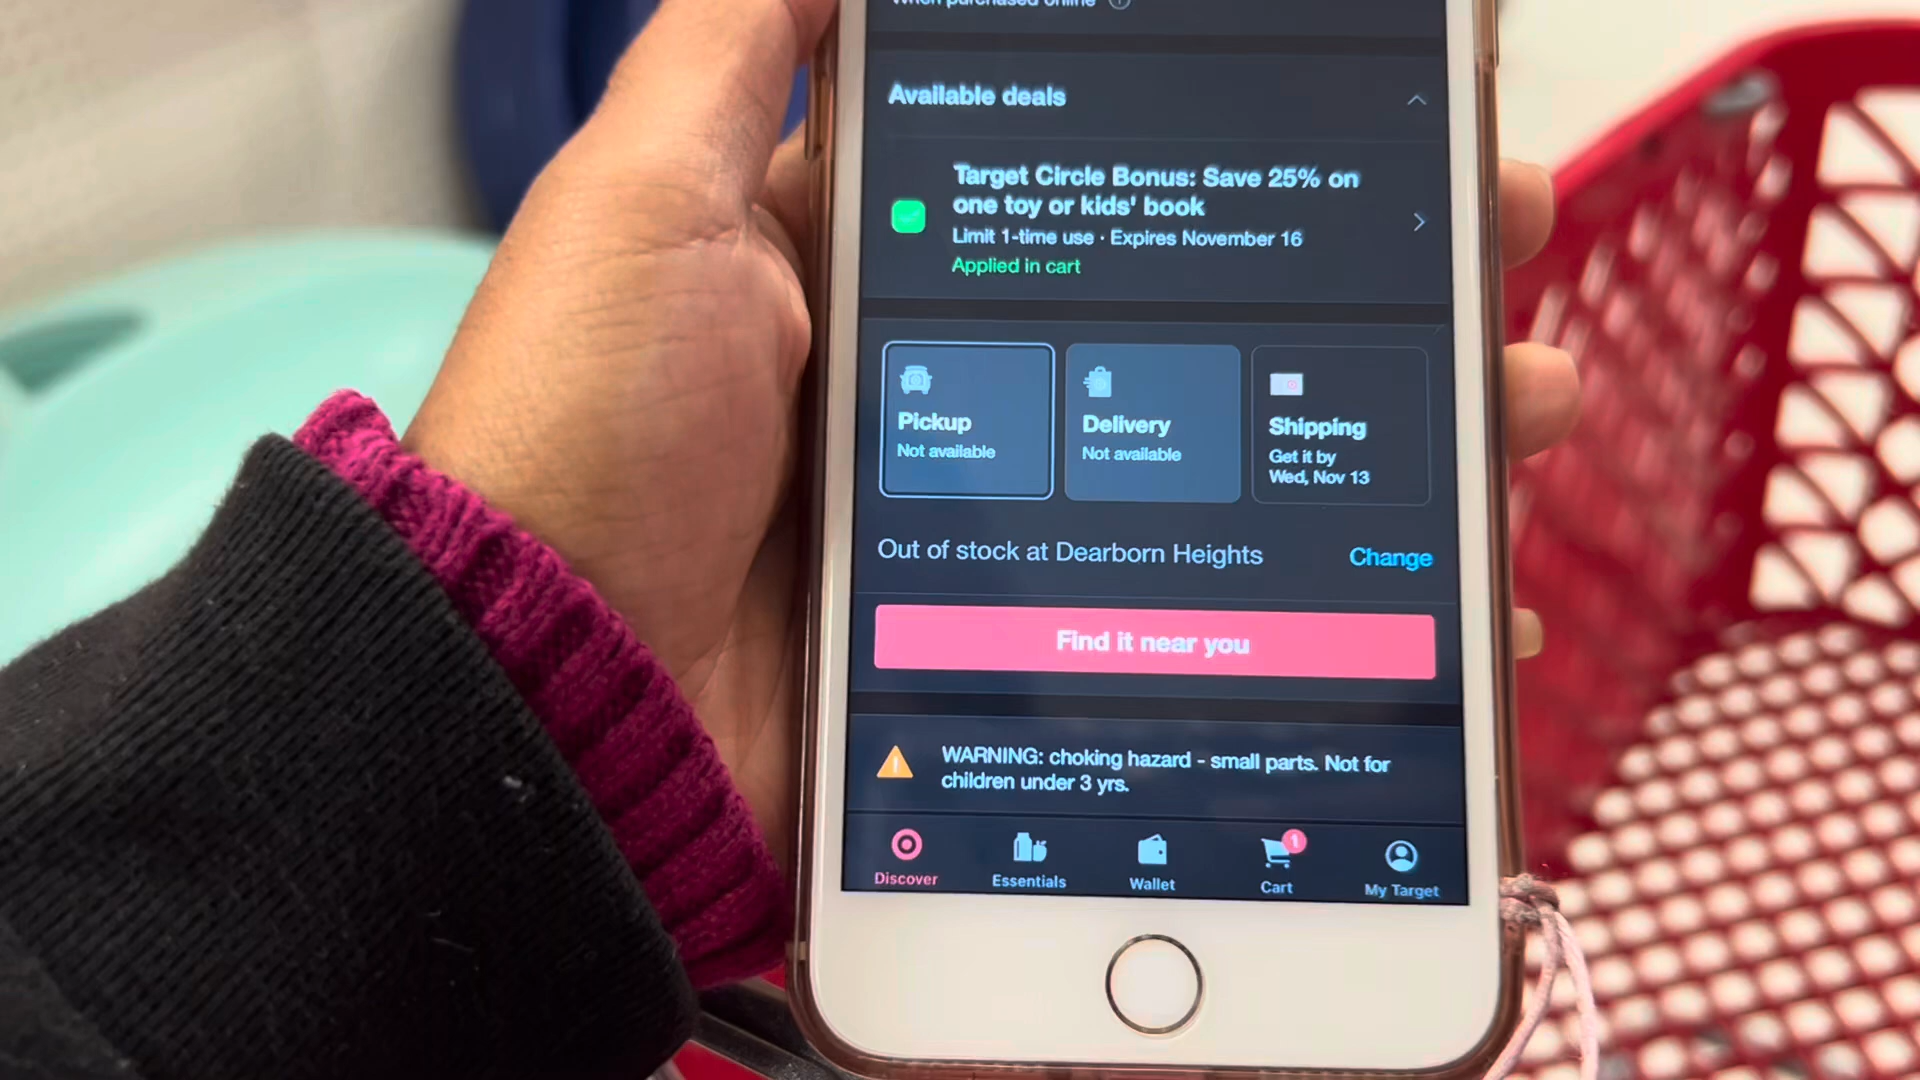 When purchased online
Available deals
Target Circle Bonus: Save 25% on
one toy or kids' book
Limit 1-time use · Expires November 16
Applied in cart
Pickup
Not available
Delivery
Not available
Shipping
Get it by
Wed, Nov 13
Out of stock at Dearborn Heights
Change
Find it near you
WARNING: choking hazard - small parts. Not for
children under 3 yrs.
1
Discover
Essentials
Wallet
Cart
My Target